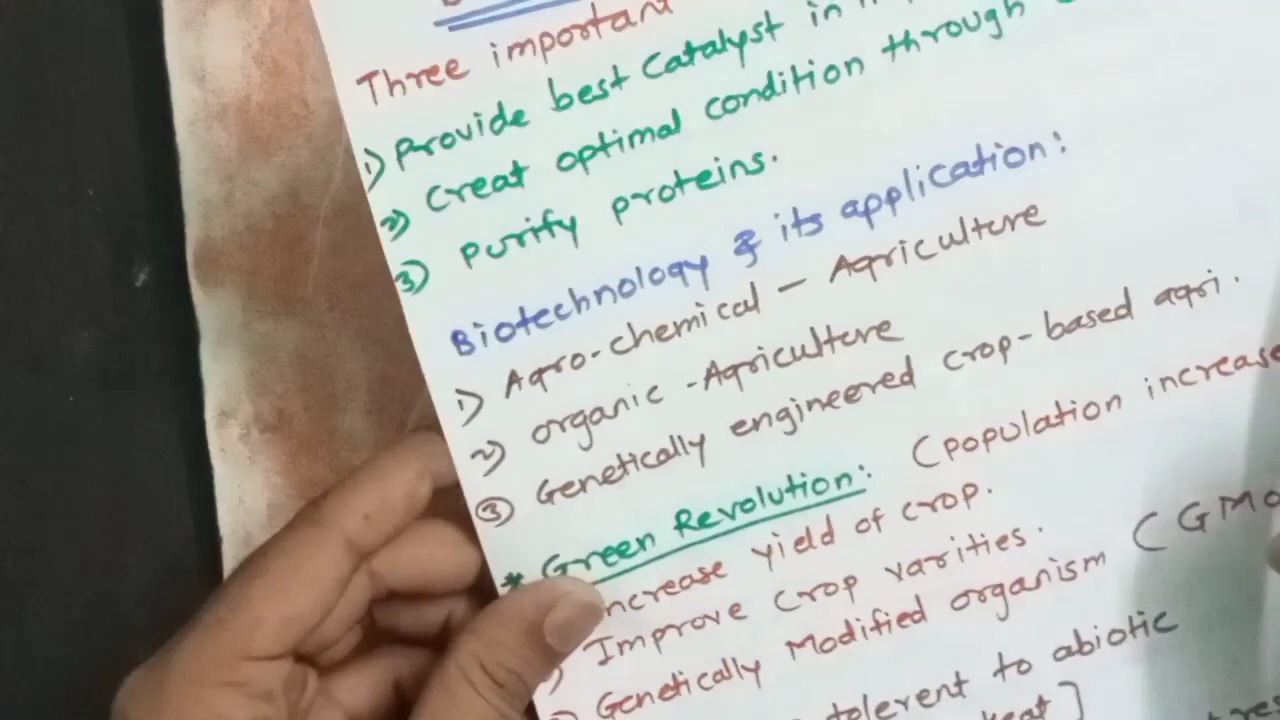 Three important
1) Provide best Catalyst in
2) Creat optimal condition through
3) Purify proteins.
Biotechnology & its application:
1) Agro-chemical - Agriculture
2) organic -Agriculture
3) Genetically engineered crop-based agri.
* Green Revolution: (population increase
Increase yield of crop.
Improve crop varities.
Genetically Modified organism (GMO
tolerent to abiotic